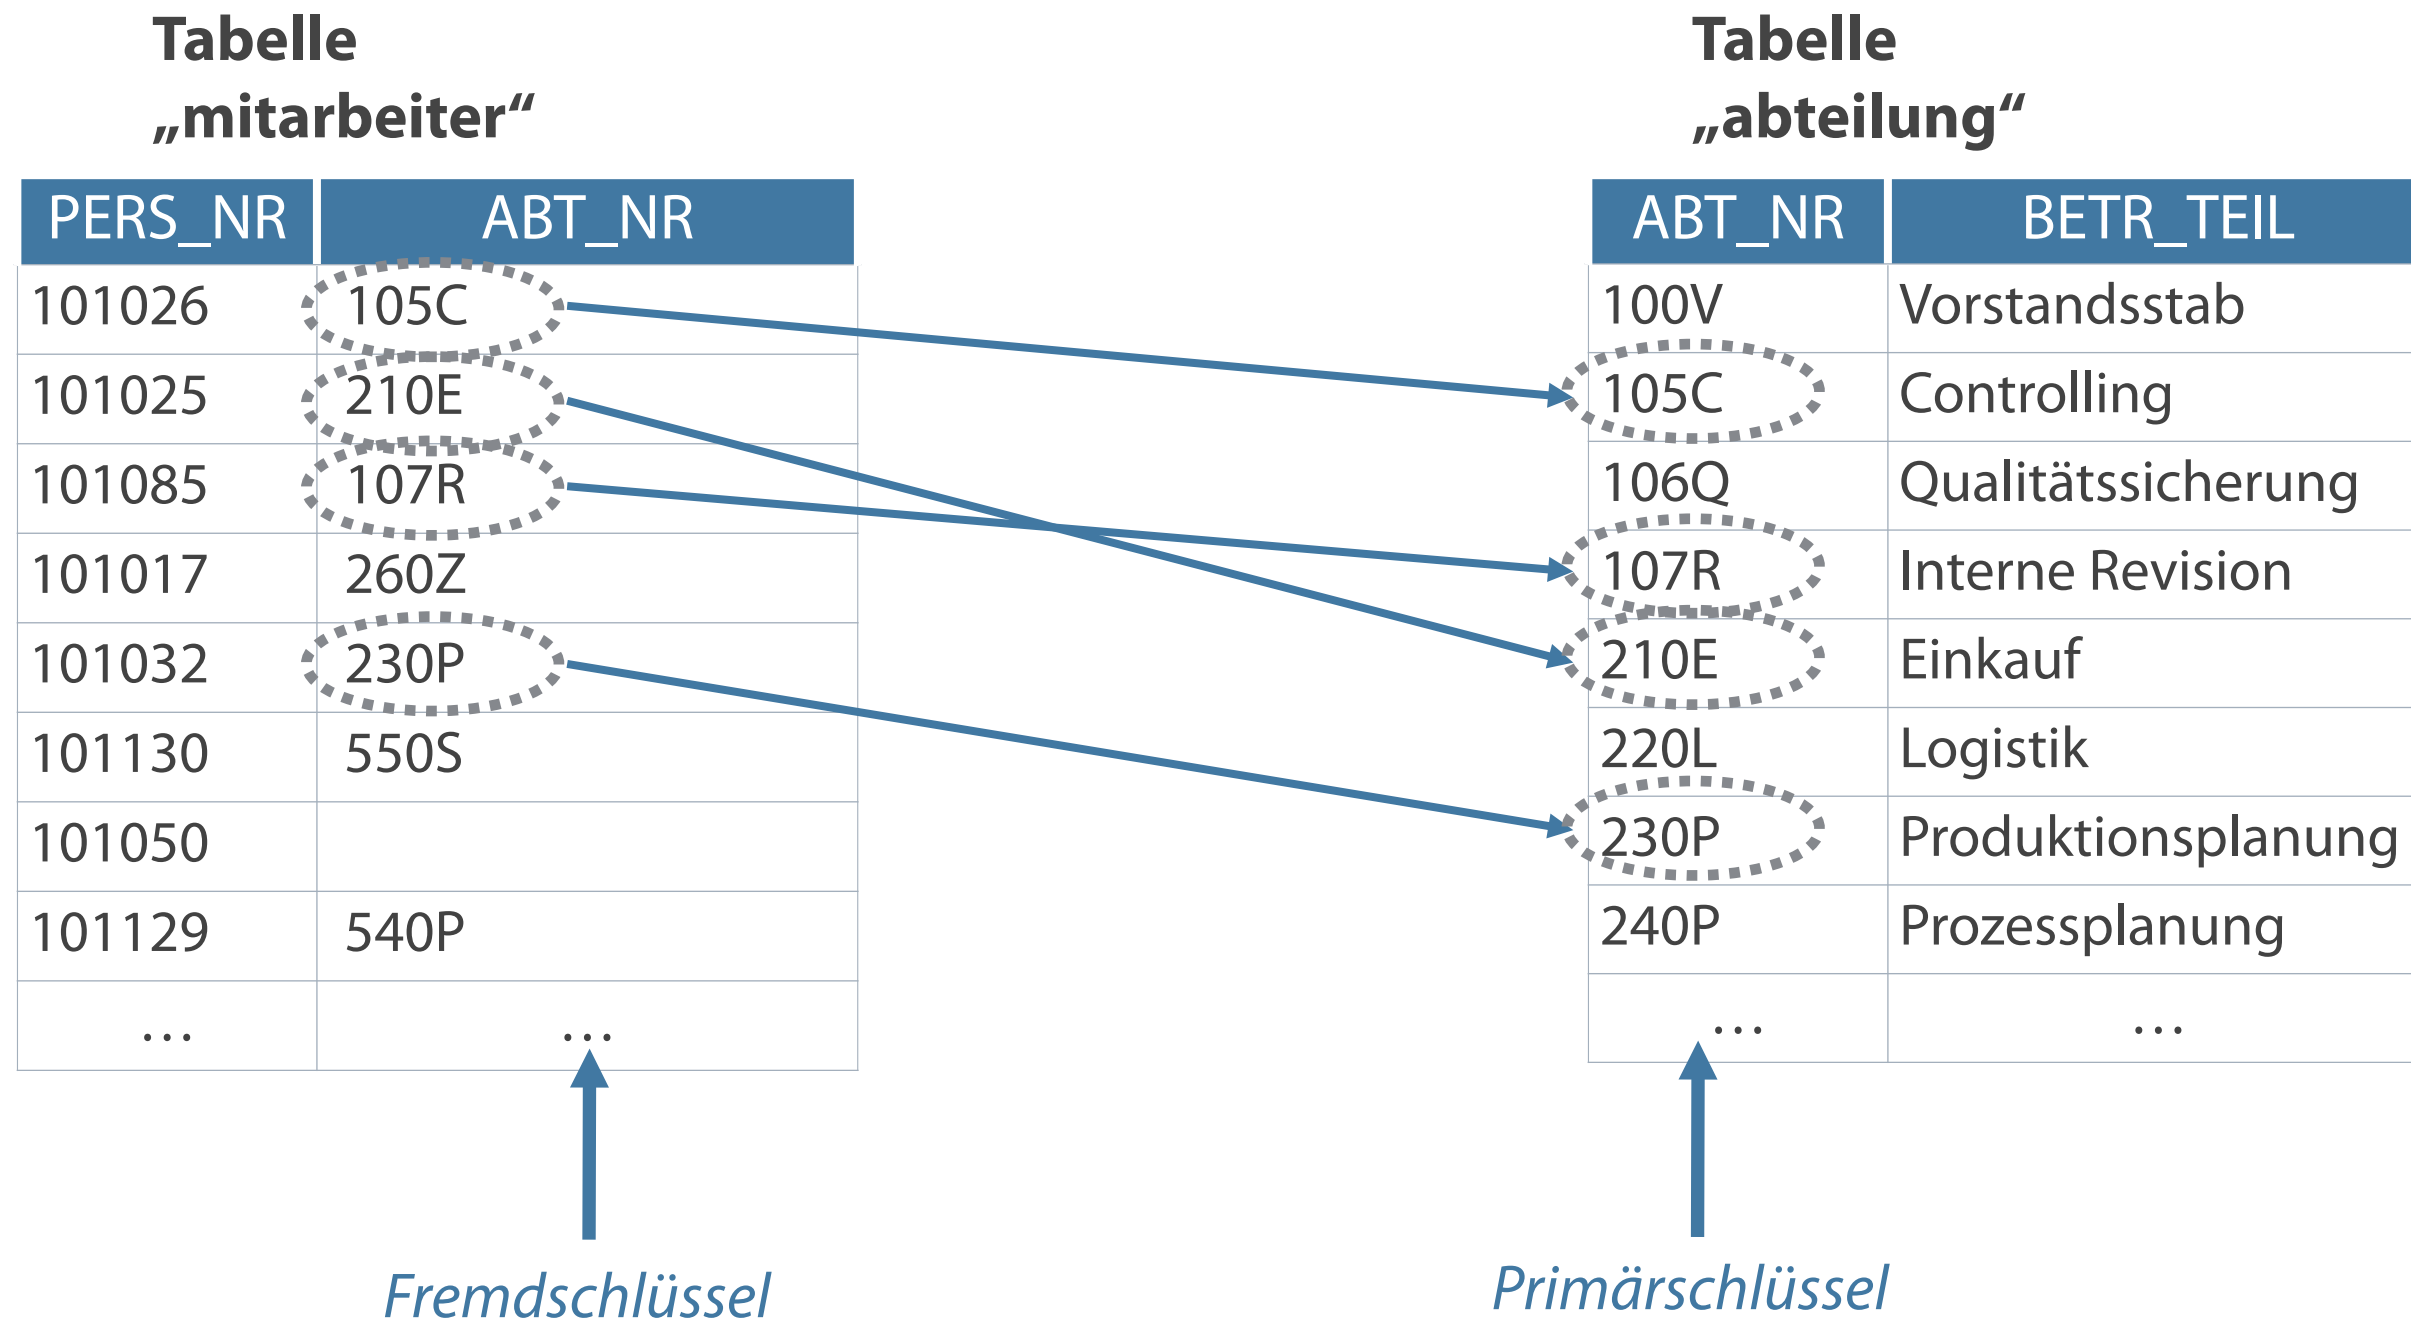 Tabelle
„mitarbeiter“
PERS_NR ABT_NR
101026 105C
101025 210E
101085 107R
101017 260Z
101032 230P
101130 550S
101050
101129 540P
... ...
Fremdschlüssel
Tabelle
„abteilung“
ABT_NR BETR_TEIL
100V Vorstandsstab
105C Controlling
106Q Qualitätssicherung
107R Interne Revision
210E Einkauf
220L Logistik
230P Produktionsplanung
240P Prozessplanung
... ...
Primärschlüssel